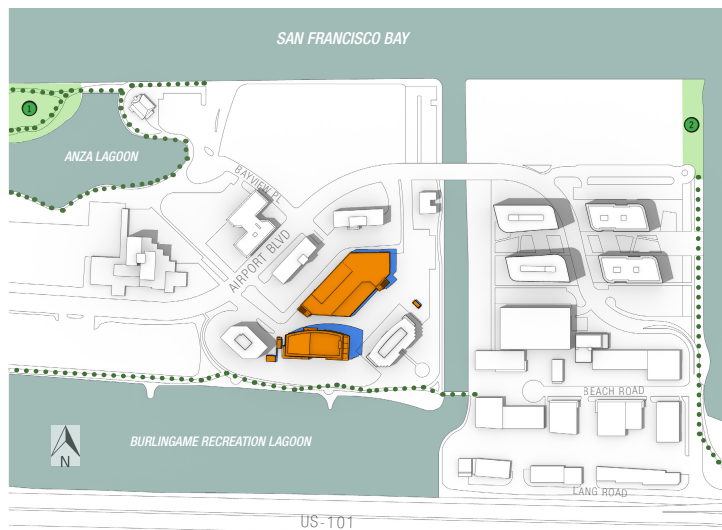 SAN FRANCISCO BAY
1
2
ANZA LAGOON
BAYVIEW PL
AIRPORT BLVD
BEACH ROAD
BURLINGAME RECREATION LAGOON
N
LANG ROAD
US-101